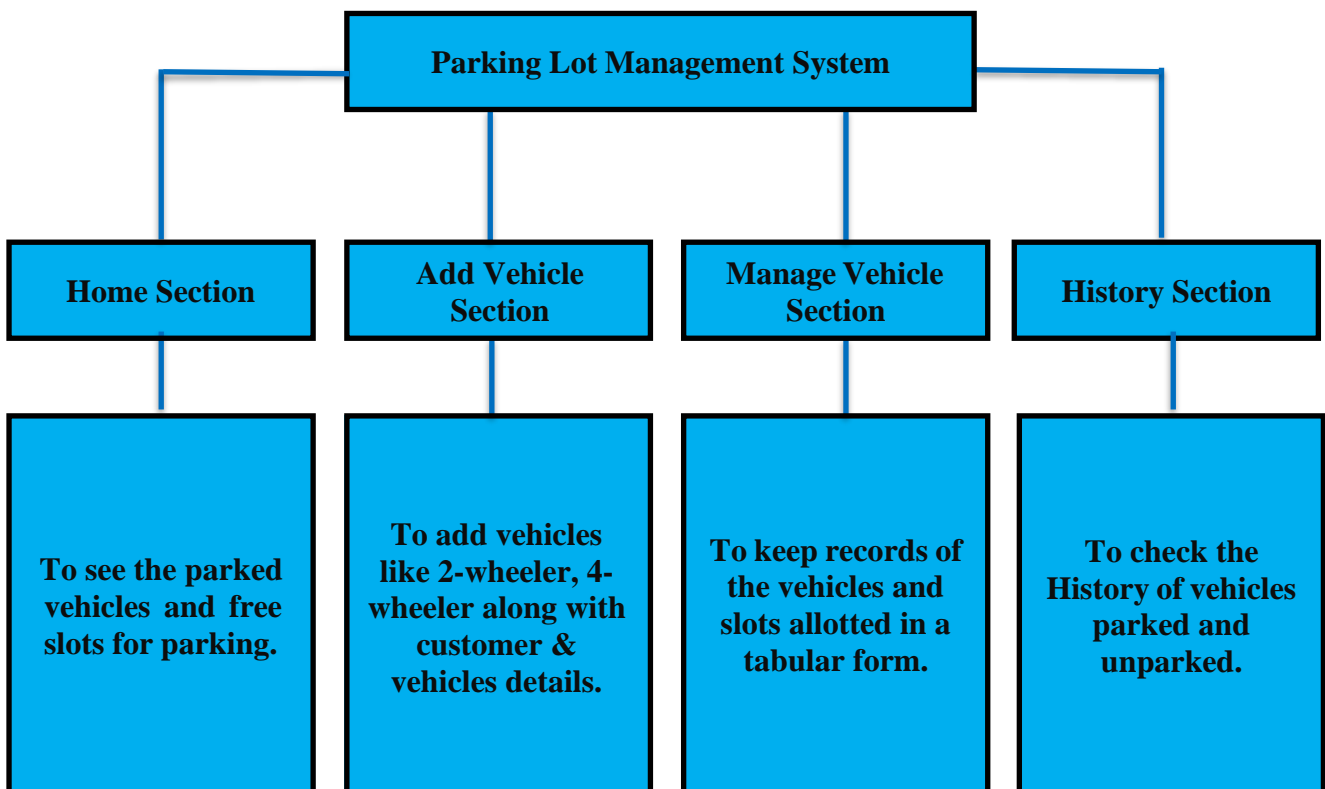 Parking Lot Management System
Home Section
Add Vehicle
Section
Manage Vehicle
Section
History Section
To see the parked
vehicles and free
slots for parking.
To add vehicles
like 2-wheeler, 4-
wheeler along with
customer &
vehicles details.
To keep records of
the vehicles and
slots allotted in a
tabular form.
To check the
History of vehicles
parked and
unparked.